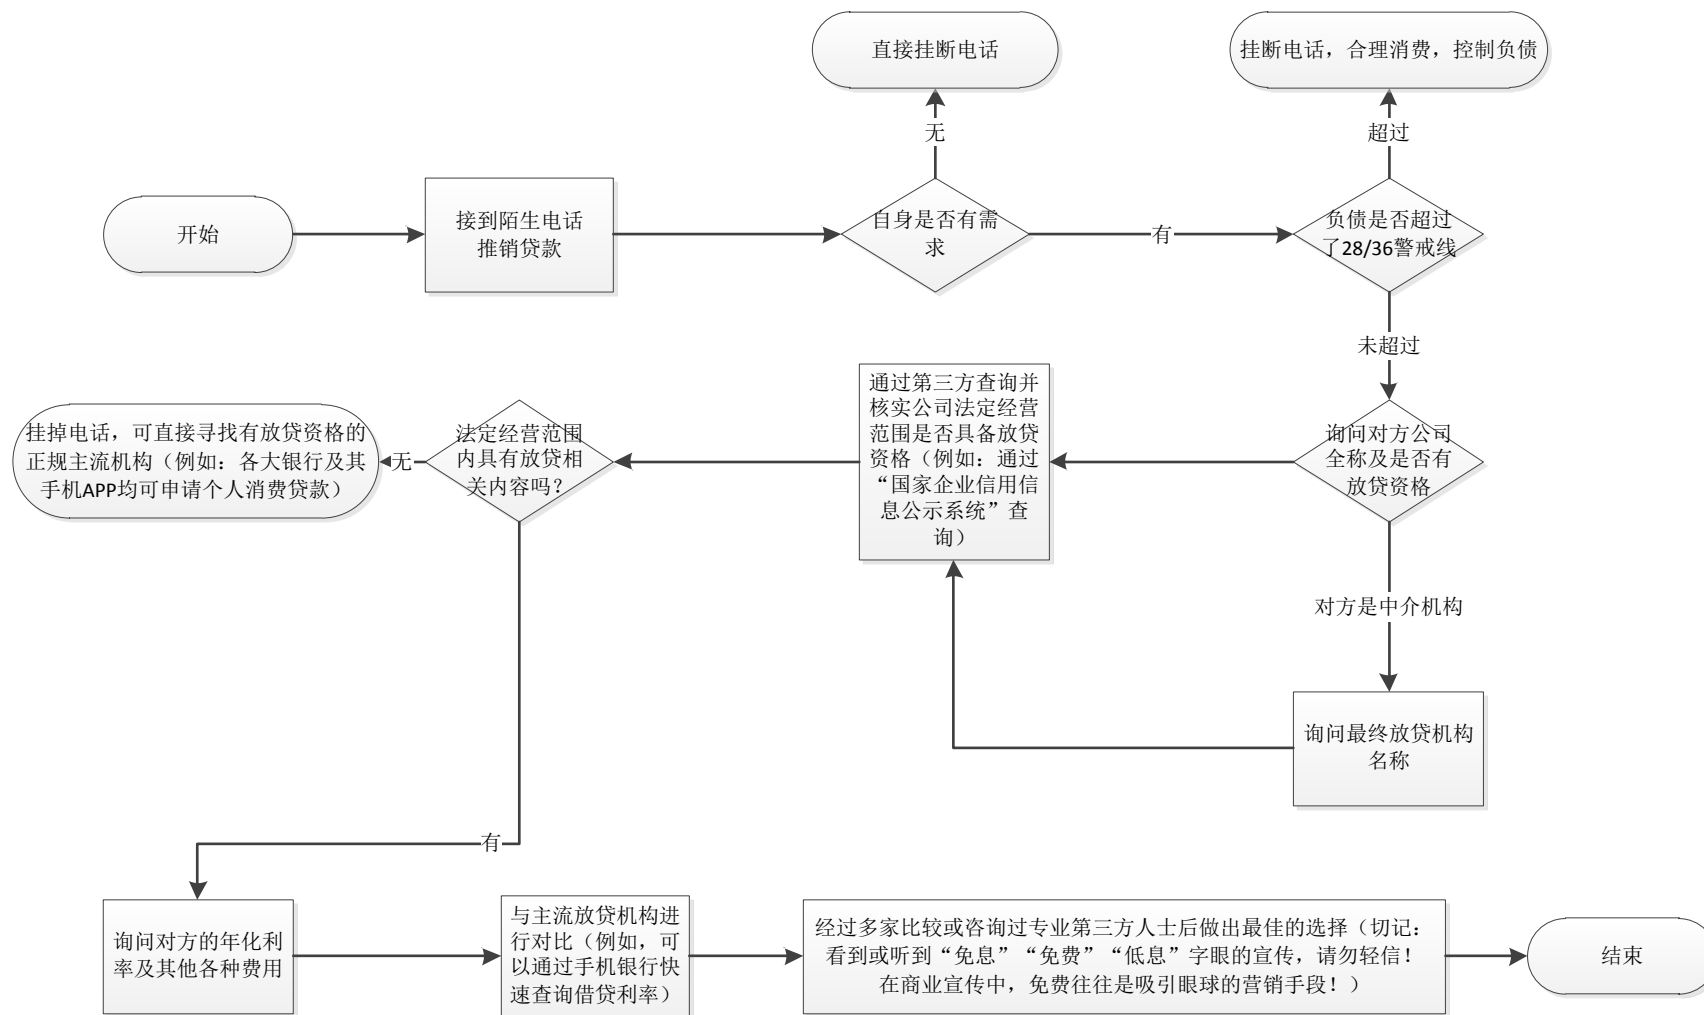 直接挂断电话
挂断电话，合理消费，控制负债
无
超过
开始
接到陌生电话
推销贷款
自身是否有需
求
有
负债是否超过
了28/36警戒线
未超过
挂掉电话，可直接寻找有放贷资格的
正规主流机构（例如：各大银行及其
手机APP均可申请个人消费贷款）
无
法定经营范围
内具有放贷相
关内容吗？
通过第三方查询并
核实公司法定经营
范围是否具备放贷
资格（例如：通过
“国家企业信用信
息公示系统”查
询）
询问对方公司
全称及是否有
放贷资格
对方是中介机构
询问最终放贷机构
名称
有
询问对方的年化利
率及其他各种费用
与主流放贷机构进
行对比（例如，可
以通过手机银行快
速查询借贷利率）
经过多家比较或咨询过专业第三方人士后做出最佳的选择（切记：
看到或听到“免息”“免费”“低息”字眼的宣传，请勿轻信！
在商业宣传中，免费往往是吸引眼球的营销手段！）
结束